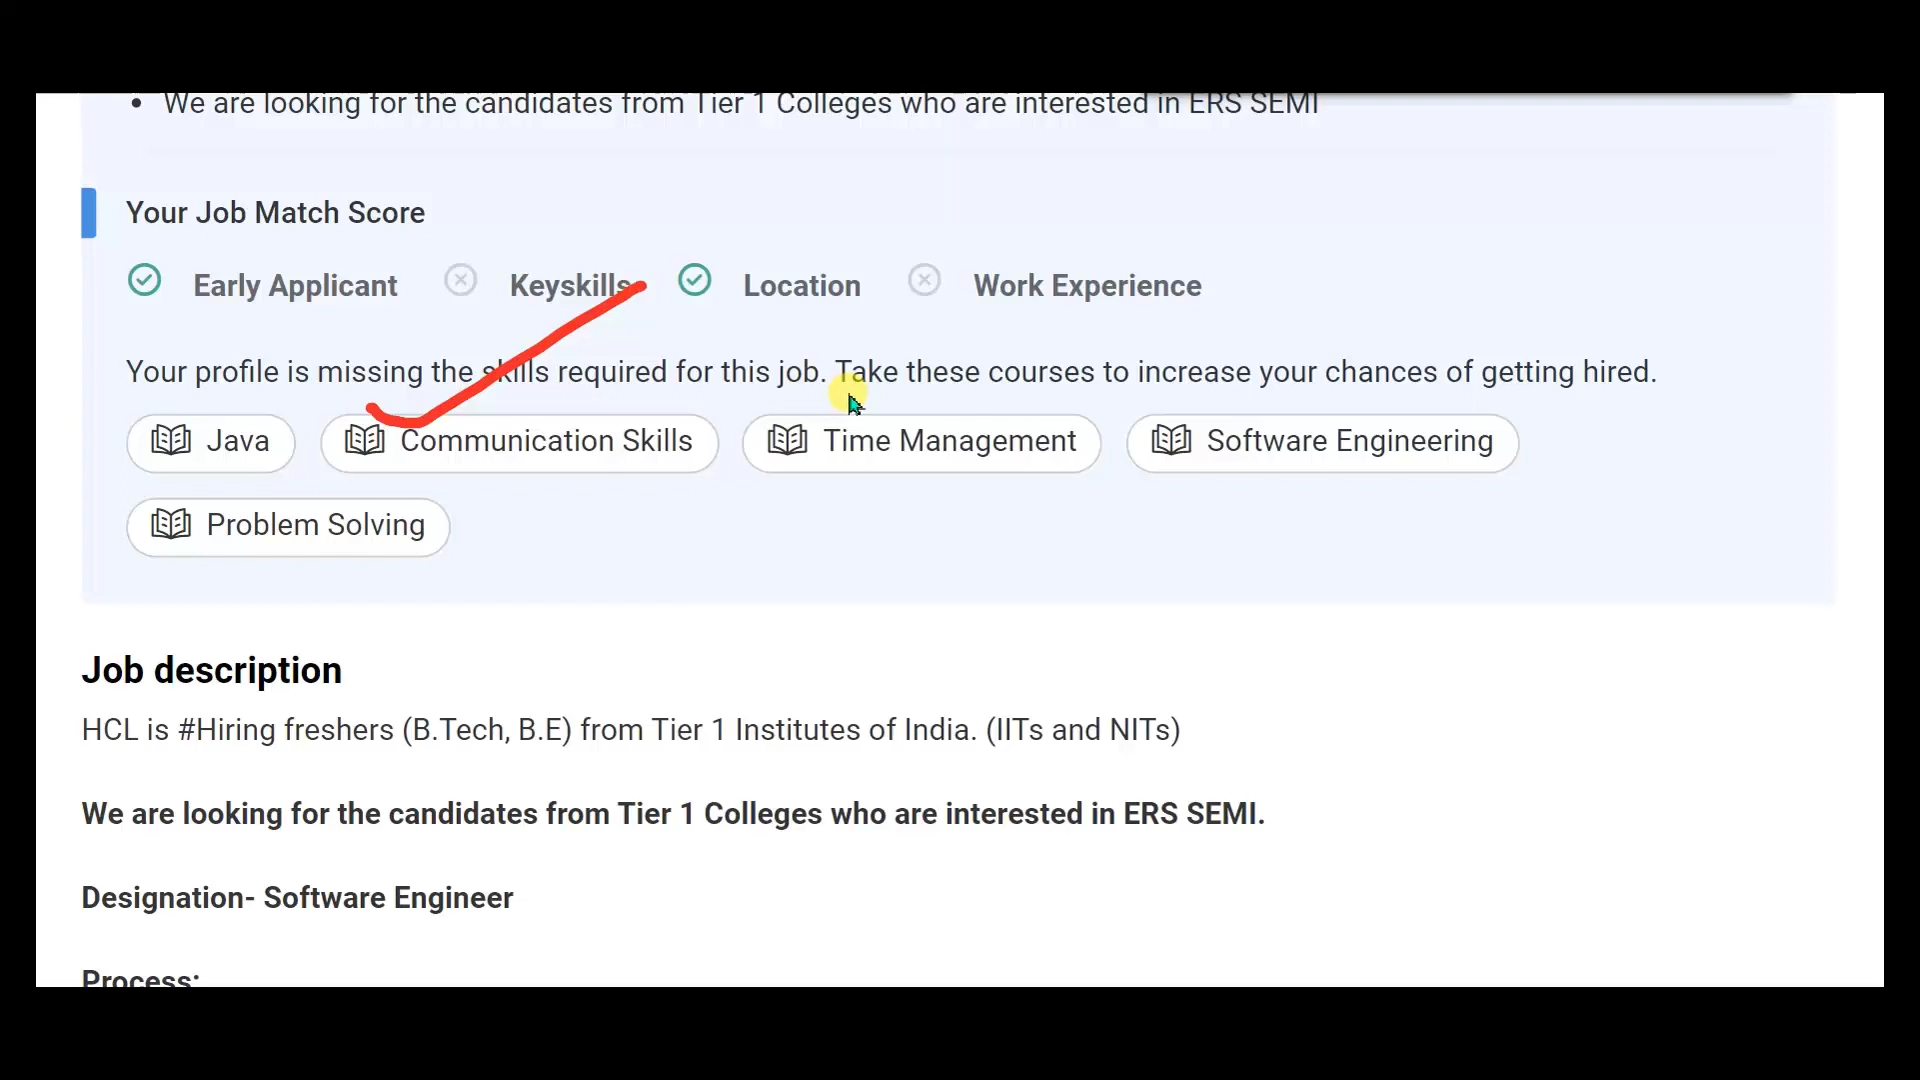 • We are looking for the candidates from Tier 1 Colleges who are interested in ERS SEMI
Your Job Match Score
Early Applicant Keyskills Location Work Experience
Your profile is missing the skills required for this job. Take these courses to increase your chances of getting hired.
Java Communication Skills Time Management Software Engineering
Problem Solving
Job description
HCL is #Hiring freshers (B.Tech, B.E) from Tier 1 Institutes of India. (IITs and NITs)
We are looking for the candidates from Tier 1 Colleges who are interested in ERS SEMI.
Designation- Software Engineer
Process: